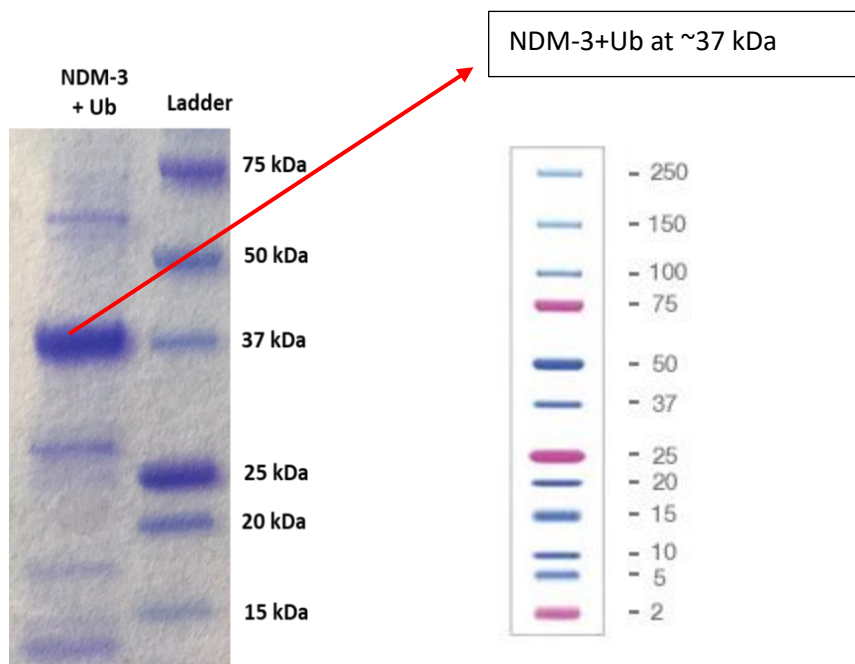 NDM-3+Ub at ~37 kDa
NDM-3
+ Ub
Ladder
75 kDa
50 kDa
37 kDa
25 kDa
20 kDa
15 kDa
- 250
- 150
- 100
- 75
- 50
- 37
- 25
- 20
- 15
- 10
- 5
- 2